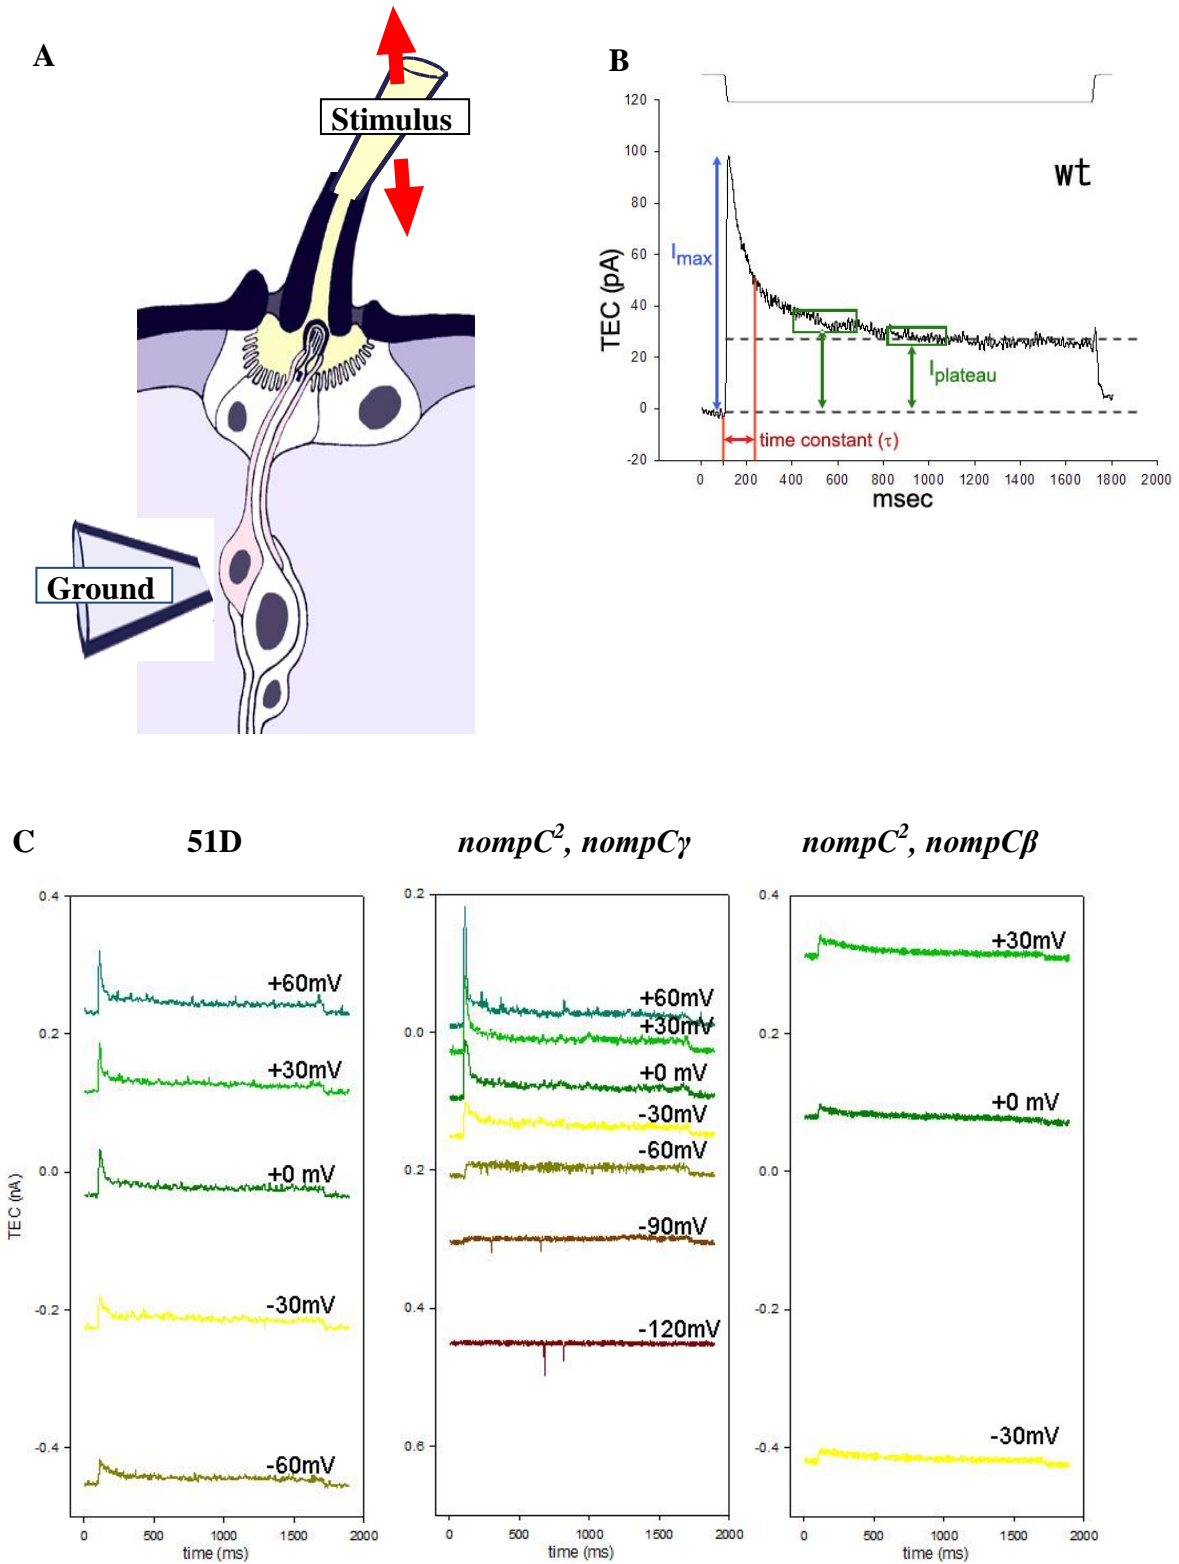 A
Stimulus
Ground
B
120
100
80
60
40
20
0
-20
TEC (pA)
wt
Imax
Iplateau
time constant (τ)
0
200
400
600
800
1000
1200
1400
1600
1800
2000
msec
C
51D
nompC², nompCγ
nompC², nompCβ
0.4
0.2
0.0
-0.2
-0.4
TEC (nA)
+60mV
+30mV
+0 mV
-30mV
-60mV
0
500
1000
1500
2000
time (ms)
0.2
0.0
0.2
0.4
0.6
+60mV
+30mV
+0 mV
-30mV
-60mV
-90mV
-120mV
0
500
1000
1500
2000
time (ms)
0.4
0.2
0.0
-0.2
-0.4
+30mV
+0 mV
-30mV
0
500
1000
1500
2000
time (ms)